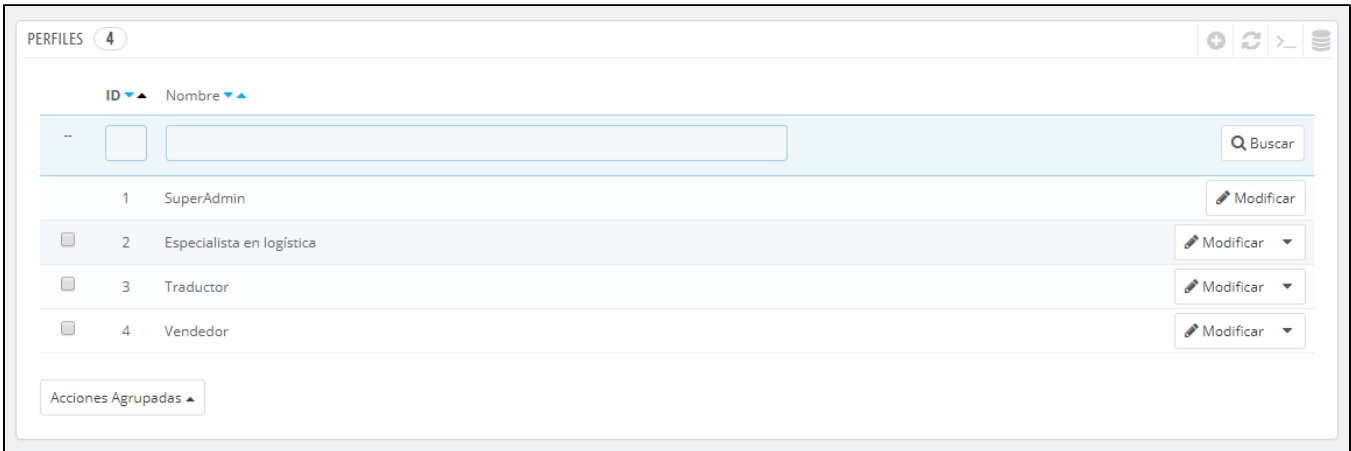 PERFILES 4
ID Nombre
--
Buscar
1 SuperAdmin Modificar
2 Especialista en logística Modificar
3 Traductor Modificar
4 Vendedor Modificar
Acciones Agrupadas